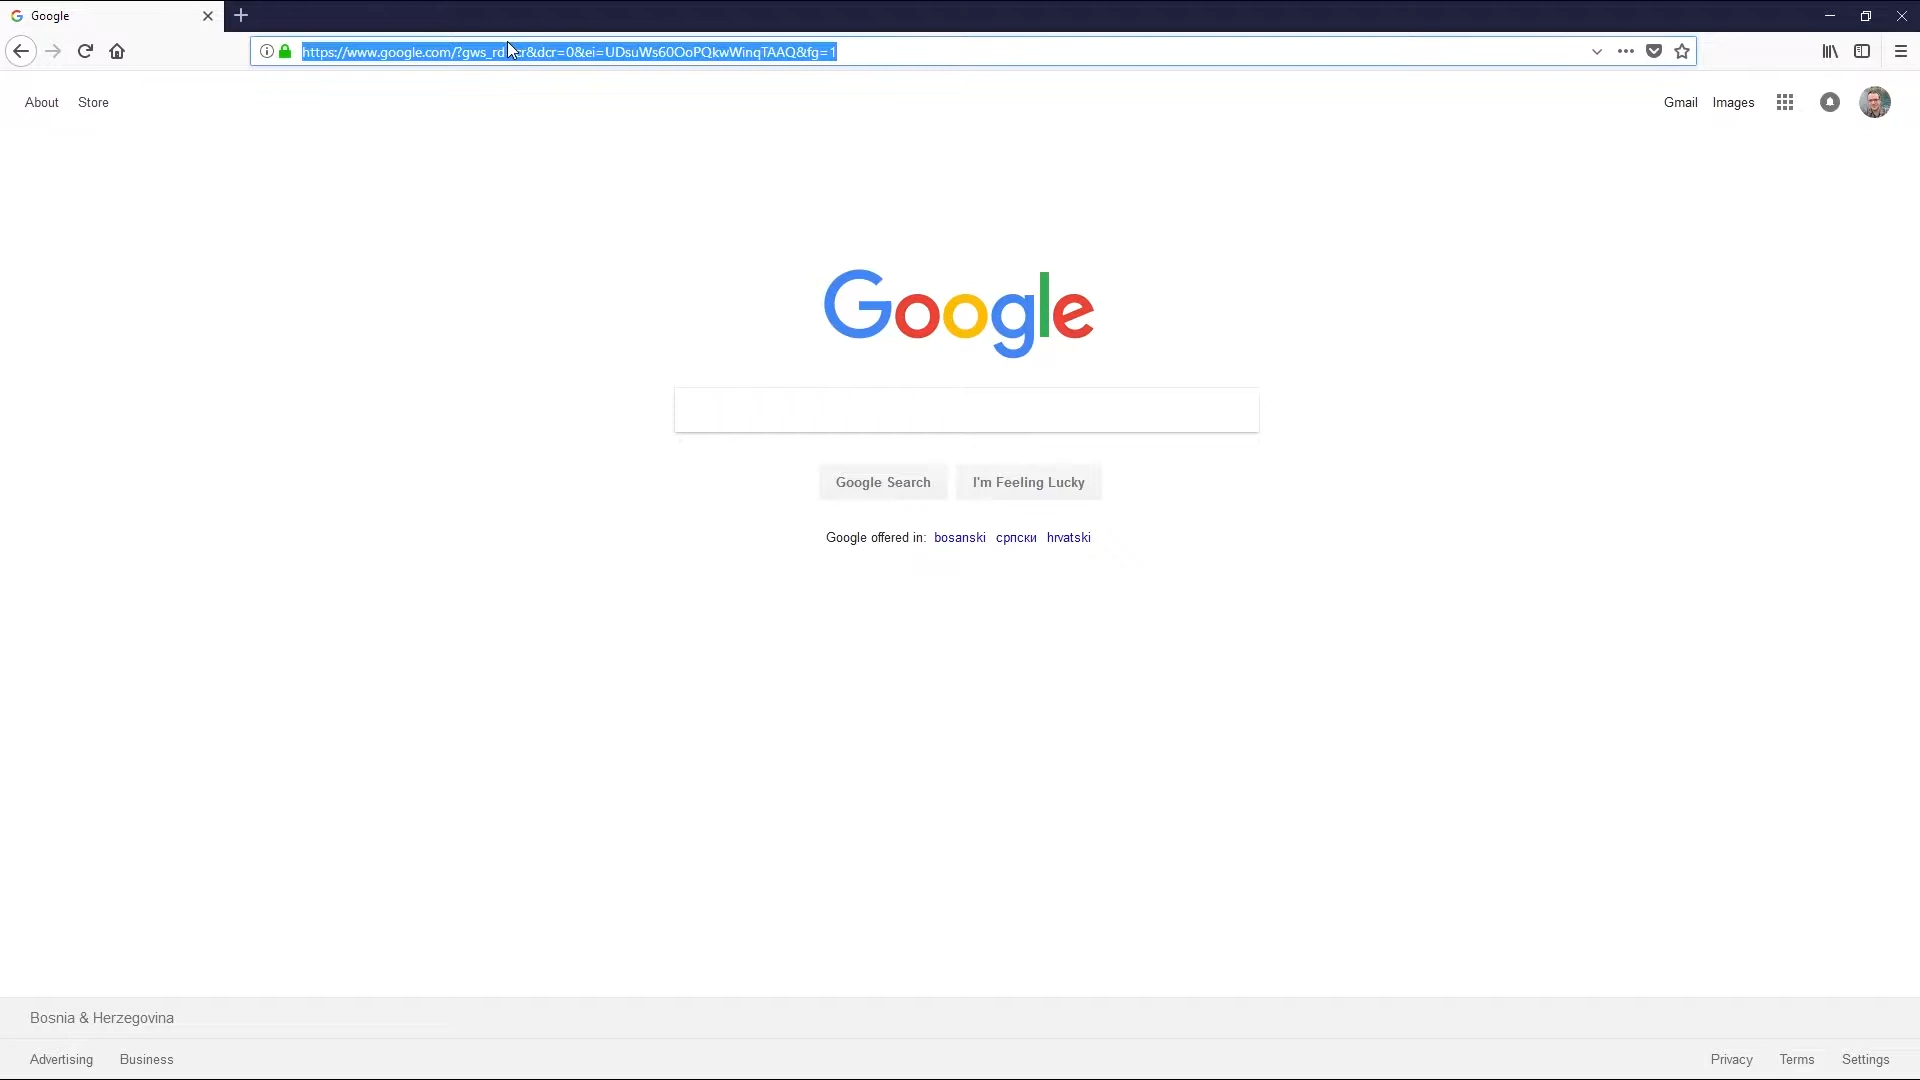 Google
https://www.google.com/?gws_rd=cr&dcr=0&ei=UDsuWs60OoPQkwWinqTAAQ&fg=1
About Store
Gmail Images
Google
Google Search I'm Feeling Lucky
Google offered in: bosanski српски hrvatski
Bosnia & Herzegovina
Advertising Business
Privacy Terms Settings